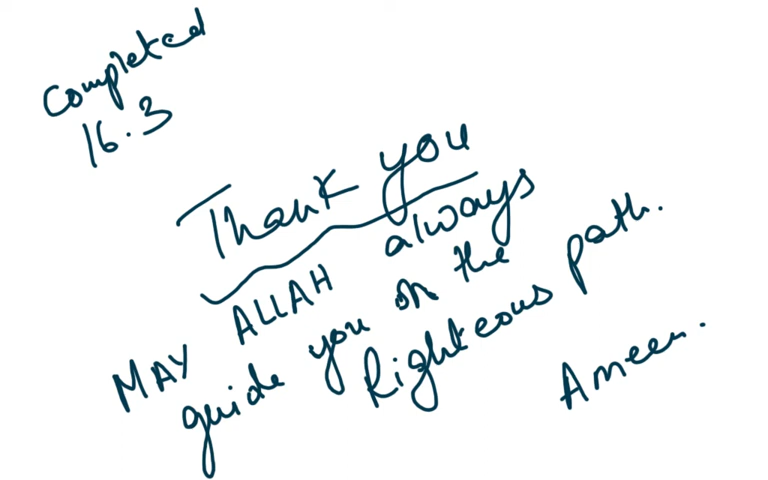 Completed
16.3
Thank you
MAY ALLAH always
guide you on the
Righteous path.
Ameen.